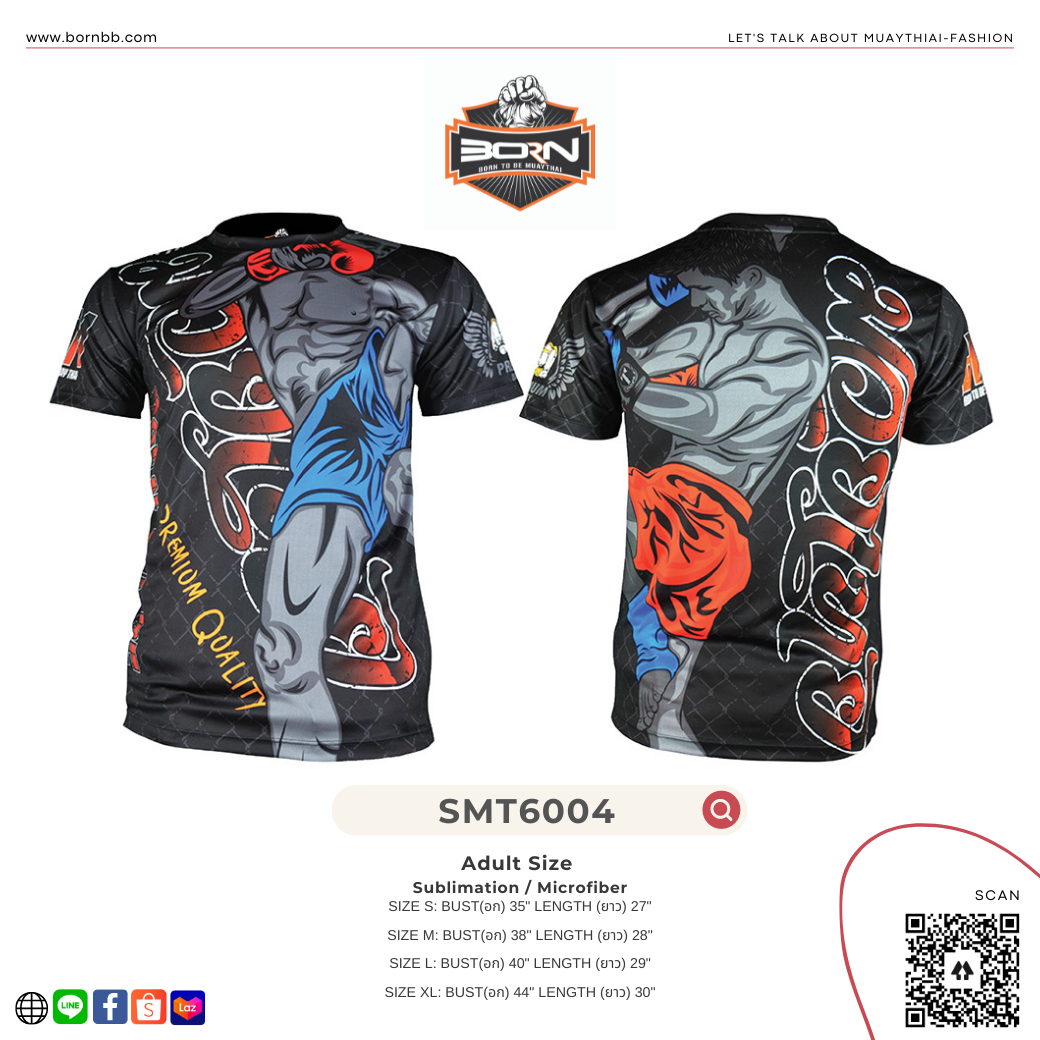 www.bornbb.com
LET'S TALK ABOUT MUAYTHIAI-FASHION
BORN
BORN TO BE MUAYTHAI
PREMIUM QUALITY
SMT6004
Adult Size
Sublimation / Microfiber
SIZE S: BUST(อก) 35" LENGTH (ยาว) 27"
SIZE M: BUST(อก) 38" LENGTH (ยาว) 28"
SIZE L: BUST(อก) 40" LENGTH (ยาว) 29"
SIZE XL: BUST(อก) 44" LENGTH (ยาว) 30"
SCAN
LINE
f
S
Laz